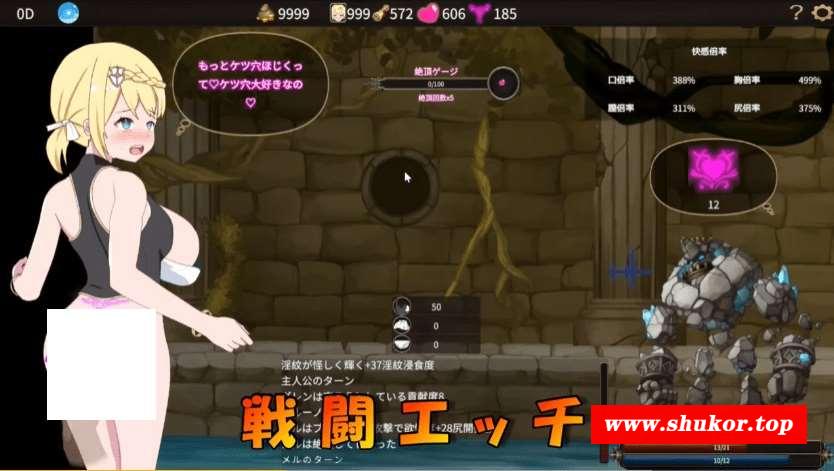 0D
9999
999
572
606
185
?
もっとケツ穴ほじくっ
て♡ケツ穴大好きなの
♡
絶頂ゲージ
0/100
絶頂回数x5
快感倍率
口倍率 388% 胸倍率 499%
膣倍率 311% 尻倍率 375%
12
50
0
0
淫紋が怪しく輝く+37淫紋浸食度
主人公のターン
+28尻開
メルのターン
戦闘エッチ
www.shukor.top
13/21
10/12